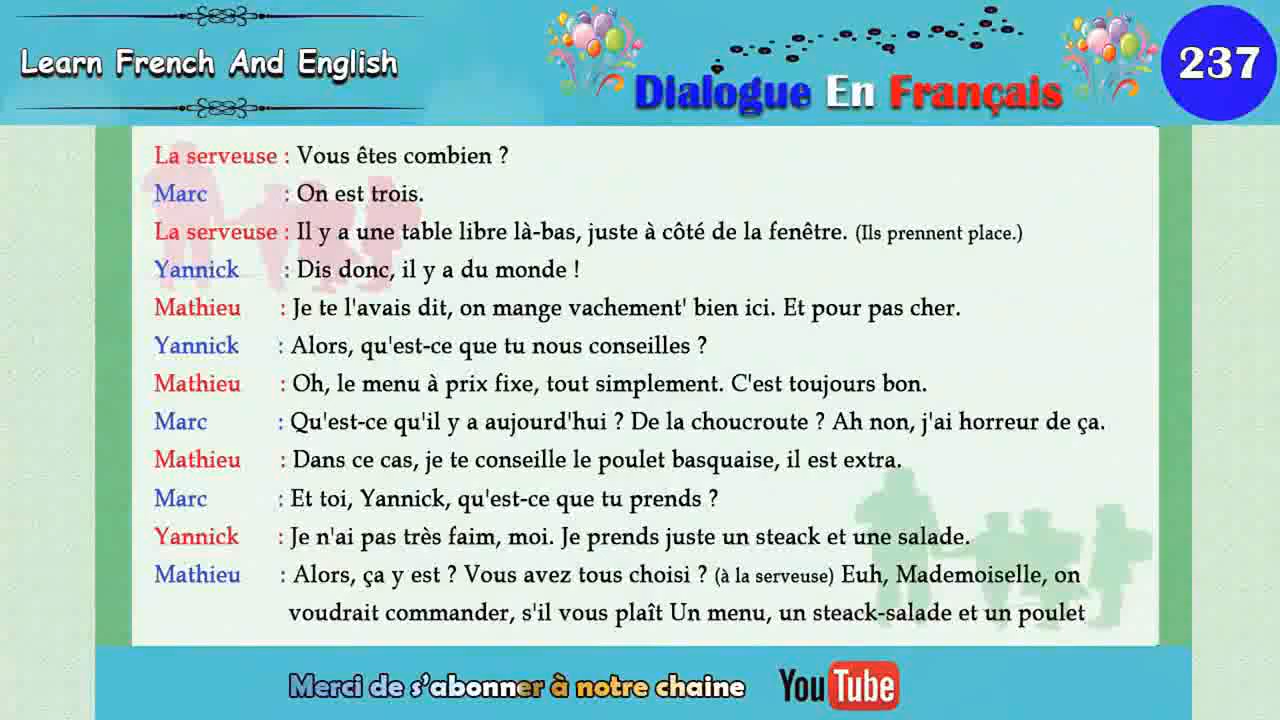 Learn French And English
Dialogue En Français
237
La serveuse : Vous êtes combien ?
Marc : On est trois.
La serveuse : Il y a une table libre là-bas, juste à côté de la fenêtre. (Ils prennent place.)
Yannick : Dis donc, il y a du monde !
Mathieu : Je te l'avais dit, on mange vachement' bien ici. Et pour pas cher.
Yannick : Alors, qu'est-ce que tu nous conseilles ?
Mathieu : Oh, le menu à prix fixe, tout simplement. C'est toujours bon.
Marc : Qu'est-ce qu'il y a aujourd'hui ? De la choucroute ? Ah non, j'ai horreur de ça.
Mathieu : Dans ce cas, je te conseille le poulet basquaise, il est extra.
Marc : Et toi, Yannick, qu'est-ce que tu prends ?
Yannick : Je n'ai pas très faim, moi. Je prends juste un steack et une salade.
Mathieu : Alors, ça y est ? Vous avez tous choisi ? (à la serveuse) Euh, Mademoiselle, on
voudrait commander, s'il vous plaît Un menu, un steack-salade et un poulet
Merci de s'abonner à notre chaine
YouTube